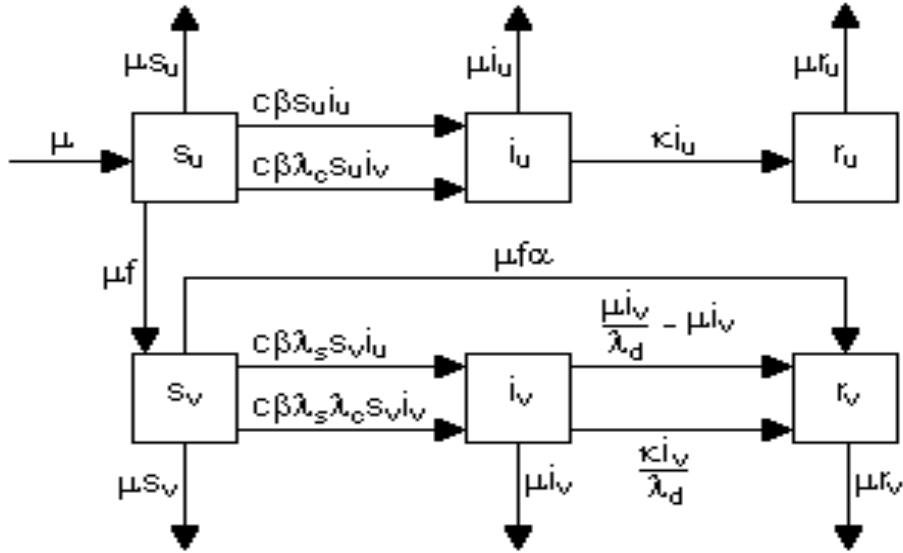 μs_u
μi_u
μr_u
cβs_ui_u
μ
s_u
i_u
κi_u
r_u
cβλ_cs_ui_v
μf
μfα
cβλ_ss_vi_u
μi_v/λ_d - μi_v
s_v
i_v
r_v
cβλ_sλ_cs_vi_v
μs_v
μi_v
κi_v/λ_d
μr_v